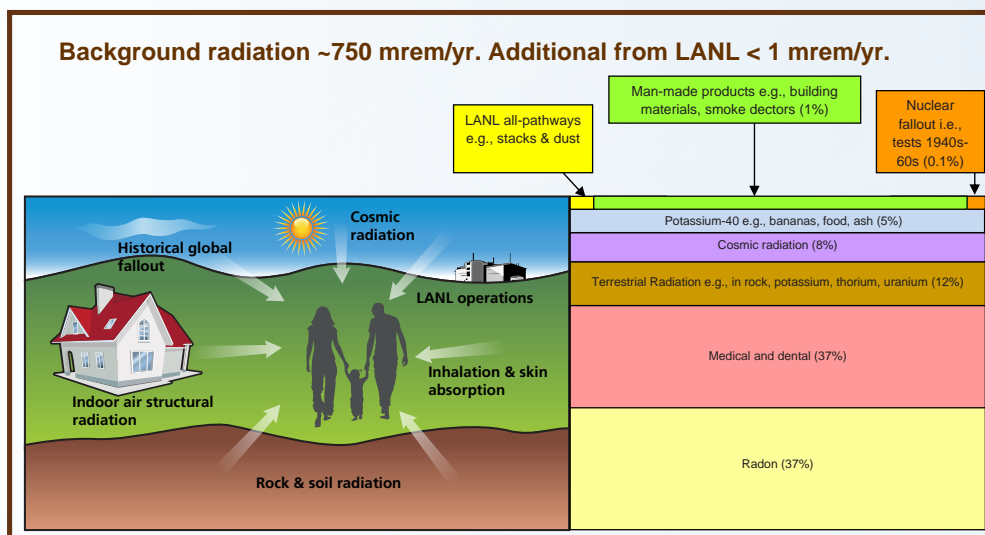 Background radiation ~750 mrem/yr. Additional from LANL < 1 mrem/yr.
LANL all-pathways
e.g., stacks & dust
Man-made products e.g., building
materials, smoke dectors (1%)
Nuclear
fallout i.e.,
tests 1940s-
60s (0.1%)
Historical global
fallout
Cosmic
radiation
LANL operations
Indoor air structural
radiation
Inhalation & skin
absorption
Rock & soil radiation
Potassium-40 e.g., bananas, food, ash (5%)
Cosmic radiation (8%)
Terrestrial Radiation e.g., in rock, potassium, thorium, uranium (12%)
Medical and dental (37%)
Radon (37%)